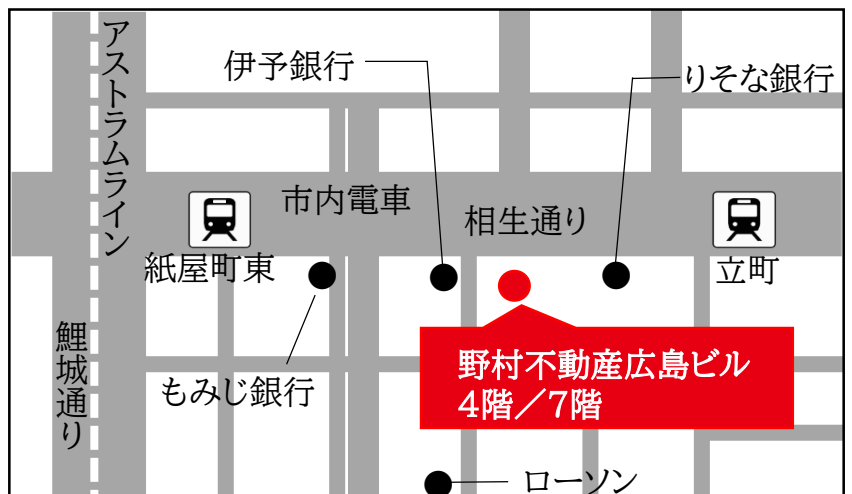 アストラムライン
伊予銀行
りそな銀行
市内電車
相生通り
紙屋町東
立町
鯉城通り
もみじ銀行
野村不動産広島ビル
4階／7階
ローソン